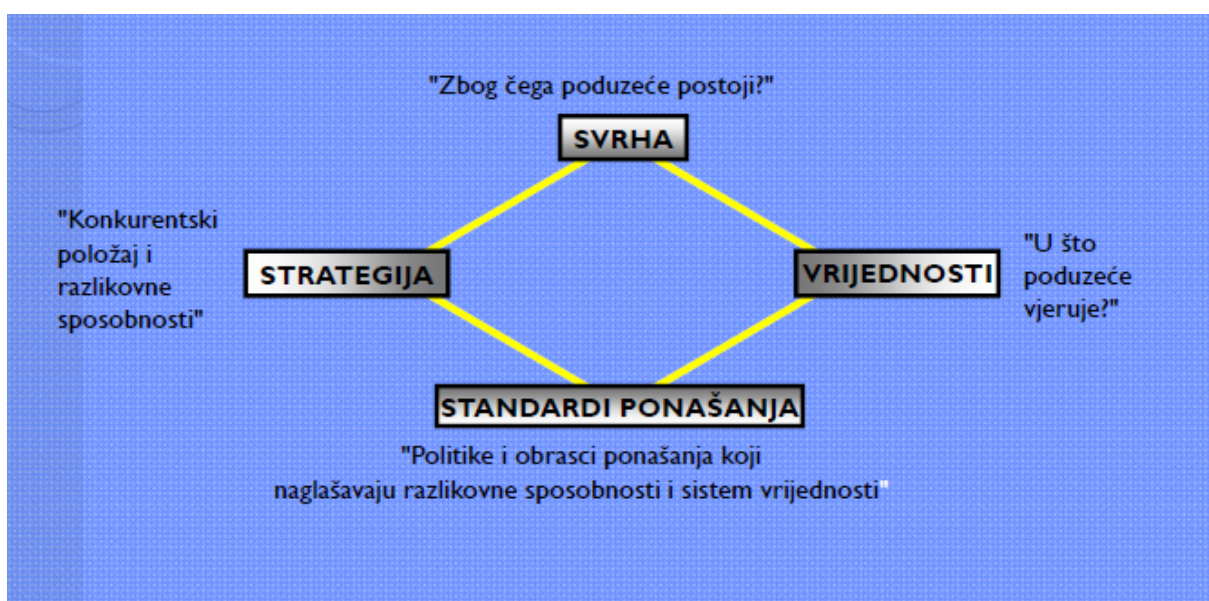 "Zbog čega poduzeće postoji?"
SVRHA
"Konkurentski
položaj i
razlikovne
sposobnosti"
STRATEGIJA
VRIJEDNOSTI
"U što
poduzeće
vjeruje?"
STANDARDI PONAŠANJA
"Politike i obrasci ponašanja koji
naglašavaju razlikovne sposobnosti i sistem vrijednosti"